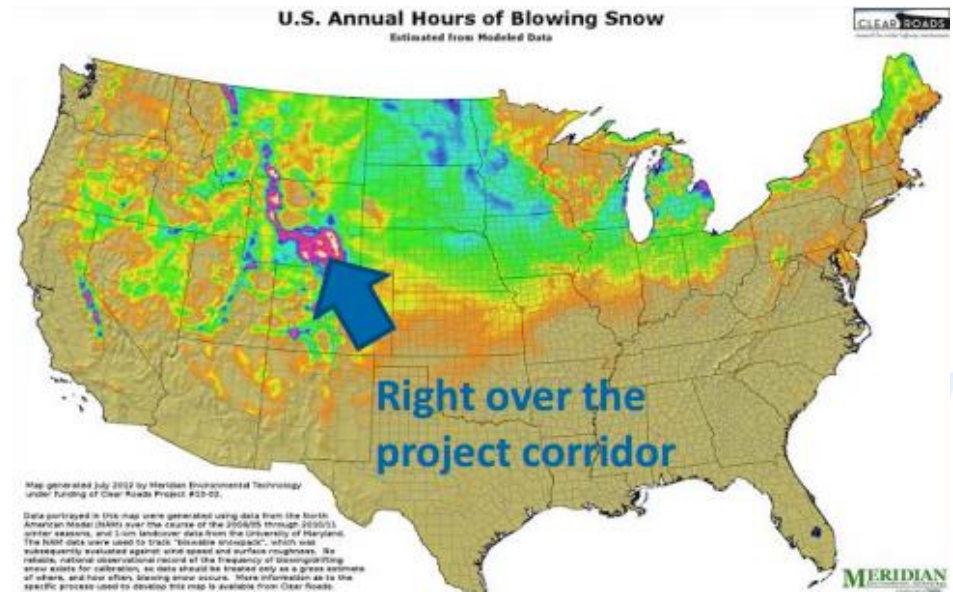 U.S. Annual Hours of Blowing Snow
Estimated from Modeled Data
CLEAR ROADS
Right over the
project corridor
Map generated July 2012 by Meridian Environmental Technology
under funding of Clear Roads Project #10-02.
Data portrayed in this map were generated using data from the North
American Model (NAM) over the course of the through 2010/11
winter seasons, and 1-km landcover data from the University of Maryland.
The NAM data were used to track "blowable snowpack", which was
subsequently evaluated against wind speed and surface roughness. No
reliable, national observational record of the frequency of blowing/drifting
snow exists for calibration, so data should be treated only as a gross estimate
of where, and how often, blowing snow occurs. More information as to the
specific process used to develop this map is available from Clear Roads.
MERIDIAN